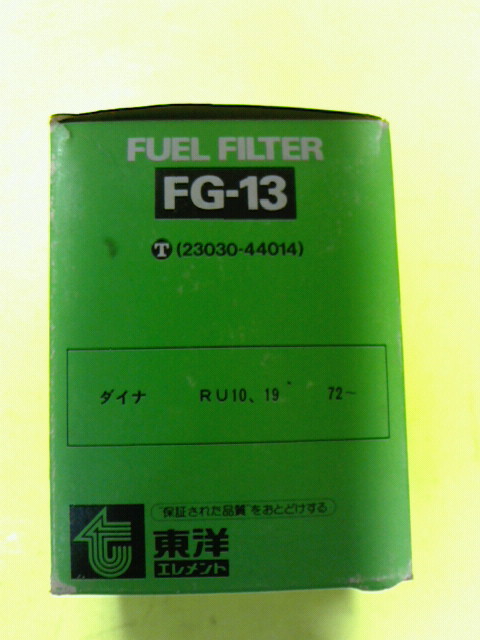 FUEL FILTER
FG-13
T (23030-44014)
ダイナ RU10、19 72~
"保証された品質"をおとどけする
東洋
エレメント